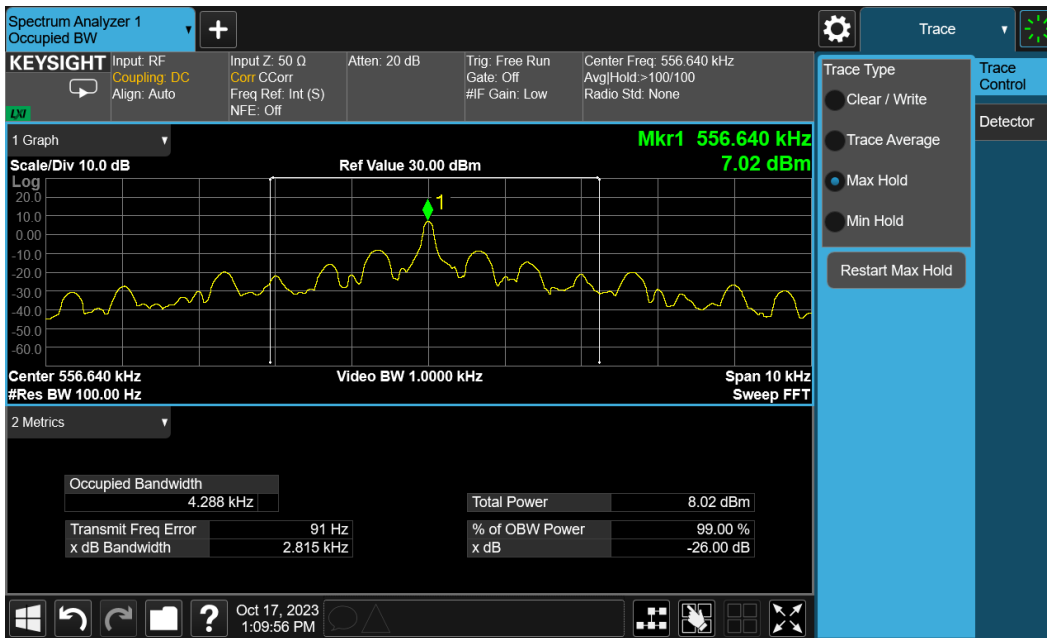 Spectrum Analyzer 1
Occupied BW
+
Trace
KEYSIGHT
LXI
Input: RF
Coupling: DC
Align: Auto
Input Z: 50 Ω
Corr CCorr
Freq Ref: Int (S)
NFE: Off
Atten: 20 dB
Trig: Free Run
Gate: Off
#IF Gain: Low
Center Freq: 556.640 kHz
Avg|Hold:>100/100
Radio Std: None
Trace Type
Clear / Write
Trace Average
Max Hold
Min Hold
Restart Max Hold
Trace
Control
Detector
1 Graph
Mkr1 556.640 kHz
7.02 dBm
Scale/Div 10.0 dB
Ref Value 30.00 dBm
Log
1
20.0
10.0
0.00
-10.0
-20.0
-30.0
-40.0
-50.0
-60.0
Center 556.640 kHz
Video BW 1.0000 kHz
Span 10 kHz
#Res BW 100.00 Hz
Sweep FFT
2 Metrics
Occupied Bandwidth
4.288 kHz
Total Power 8.02 dBm
Transmit Freq Error 91 Hz
% of OBW Power 99.00 %
x dB Bandwidth 2.815 kHz
x dB -26.00 dB
?
Oct 17, 2023
1:09:56 PM